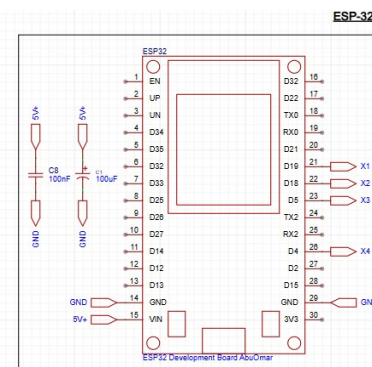 ESP-32
ESP32
1 EN D32 16
2 UP D22 17
3 UN TX0 18
4 D34 RX0 19
5 D35 D21 20
6 D32 D19 21 X1
7 D33 D18 22 X2
8 D25 D5 23 X3
9 D26 TX2 24
10 D27 RX2 25
11 D14 D4 26 X4
12 D12 D2 27
13 D13 D15 28
GND 14 GND GND 29 GN
5V+ 15 VIN 3V3 30
ESP32 Development Board AbuOmar
5V+
C8
100nF
GND
5V+
+
C1
100uF
GND